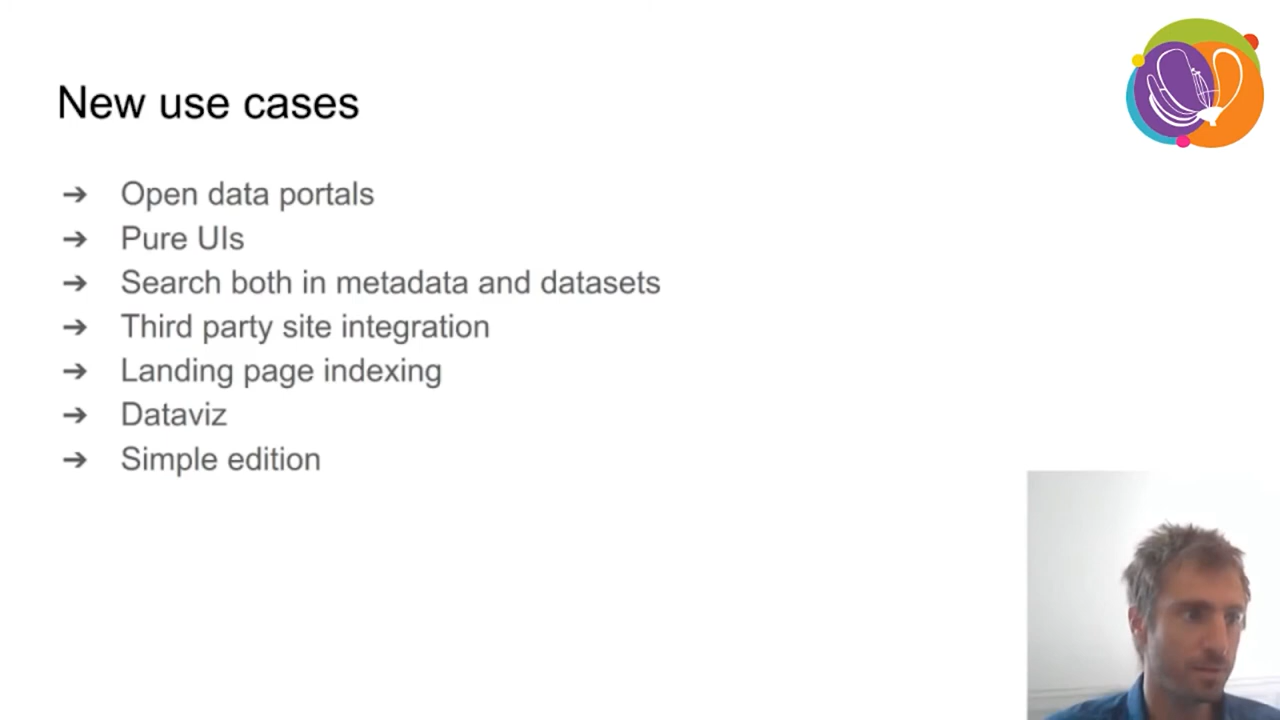 New use cases
➔ Open data portals
➔ Pure UIs
➔ Search both in metadata and datasets
➔ Third party site integration
➔ Landing page indexing
➔ Dataviz
➔ Simple edition